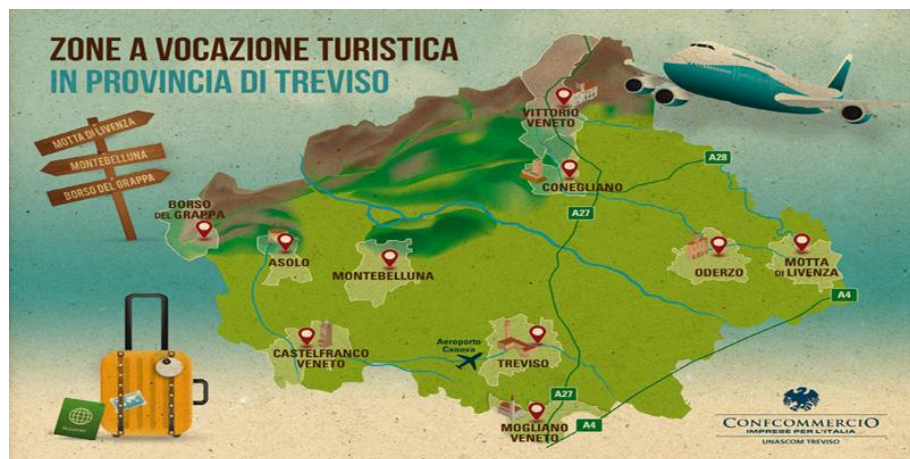 ZONE A VOCAZIONE TURISTICA
IN PROVINCIA DI TREVISO
MOTTA DI LIVENZA
MONTEBELLUNA
BORSO DEL GRAPPA
VITTORIO
VENETO
A28
CONEGLIANO
BORSO
DEL GRAPPA
A27
ASOLO
MONTEBELLUNA
ODERZO
MOTTA
DI LIVENZA
A4
CASTELFRANCO
VENETO
Aeroporto
Canova
TREVISO
A27
MOGLIANO
VENETO
A4
PASSPORT
CONFCOMMERCIO
IMPRESE PER L'ITALIA
UNASCOM TREVISO